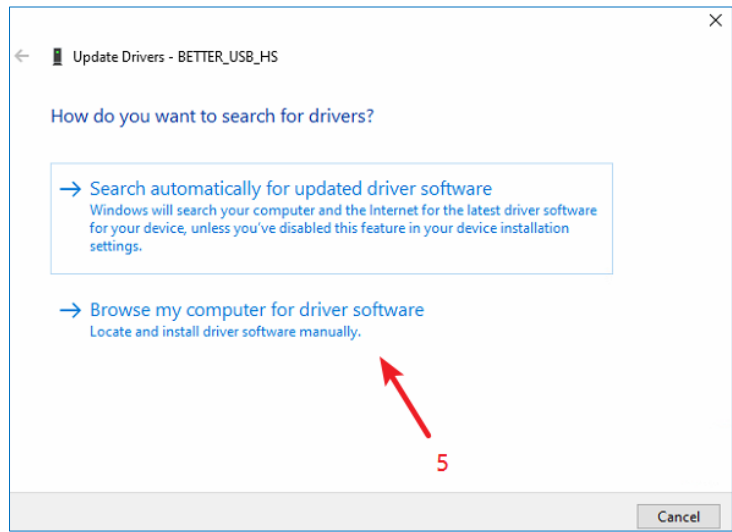 Update Drivers - BETTER_USB_HS
How do you want to search for drivers?
Search automatically for updated driver software
Windows will search your computer and the Internet for the latest driver software
for your device, unless you've disabled this feature in your device installation
settings.
Browse my computer for driver software
Locate and install driver software manually.
5
Cancel